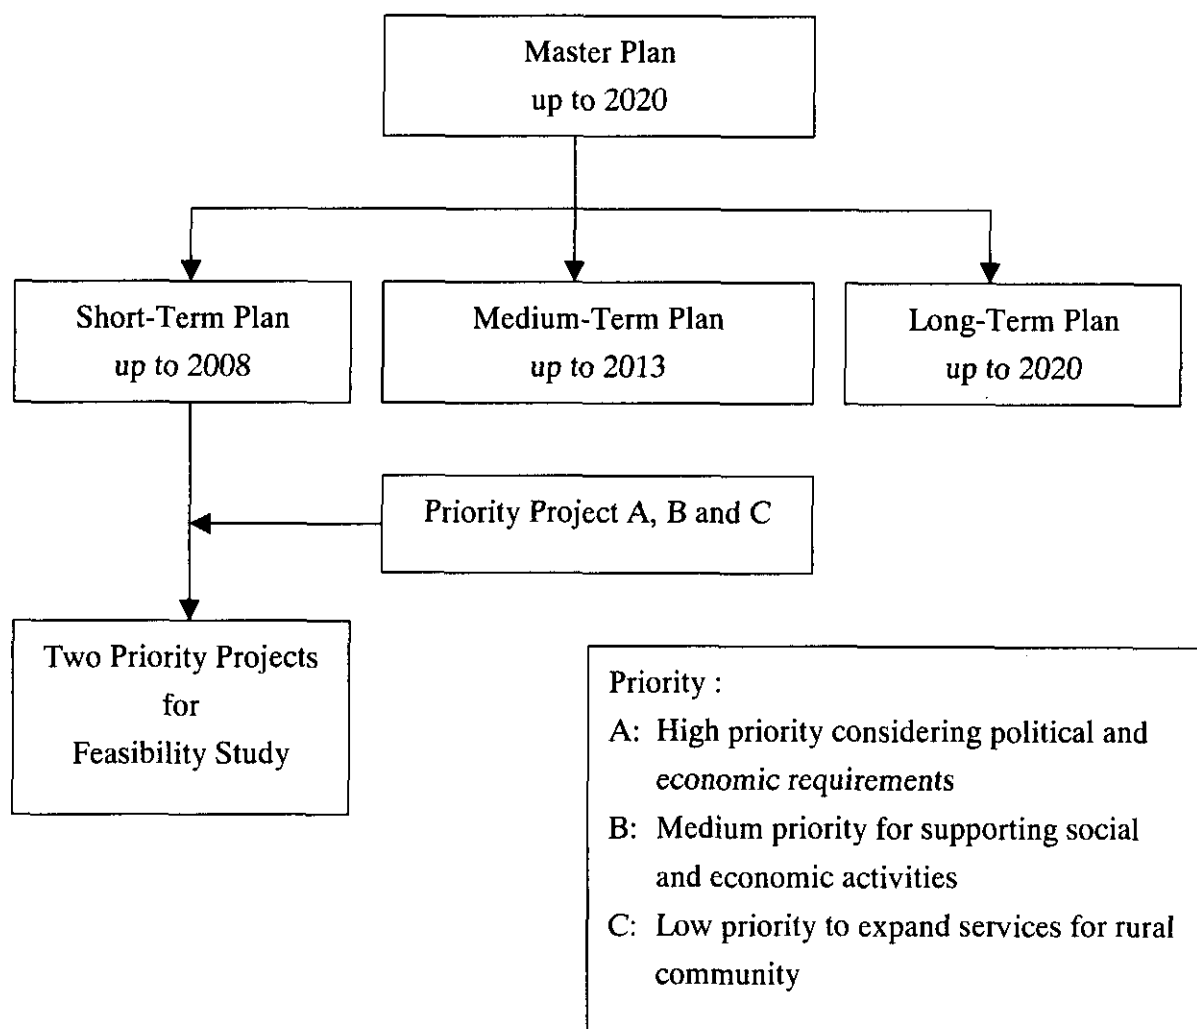 Master Plan
up to 2020
Short-Term Plan
up to 2008
Medium-Term Plan
up to 2013
Long-Term Plan
up to 2020
Priority Project A, B and C
Two Priority Projects
for
Feasibility Study
Priority :
A: High priority considering political and
economic requirements
B: Medium priority for supporting social
and economic activities
C: Low priority to expand services for rural
community